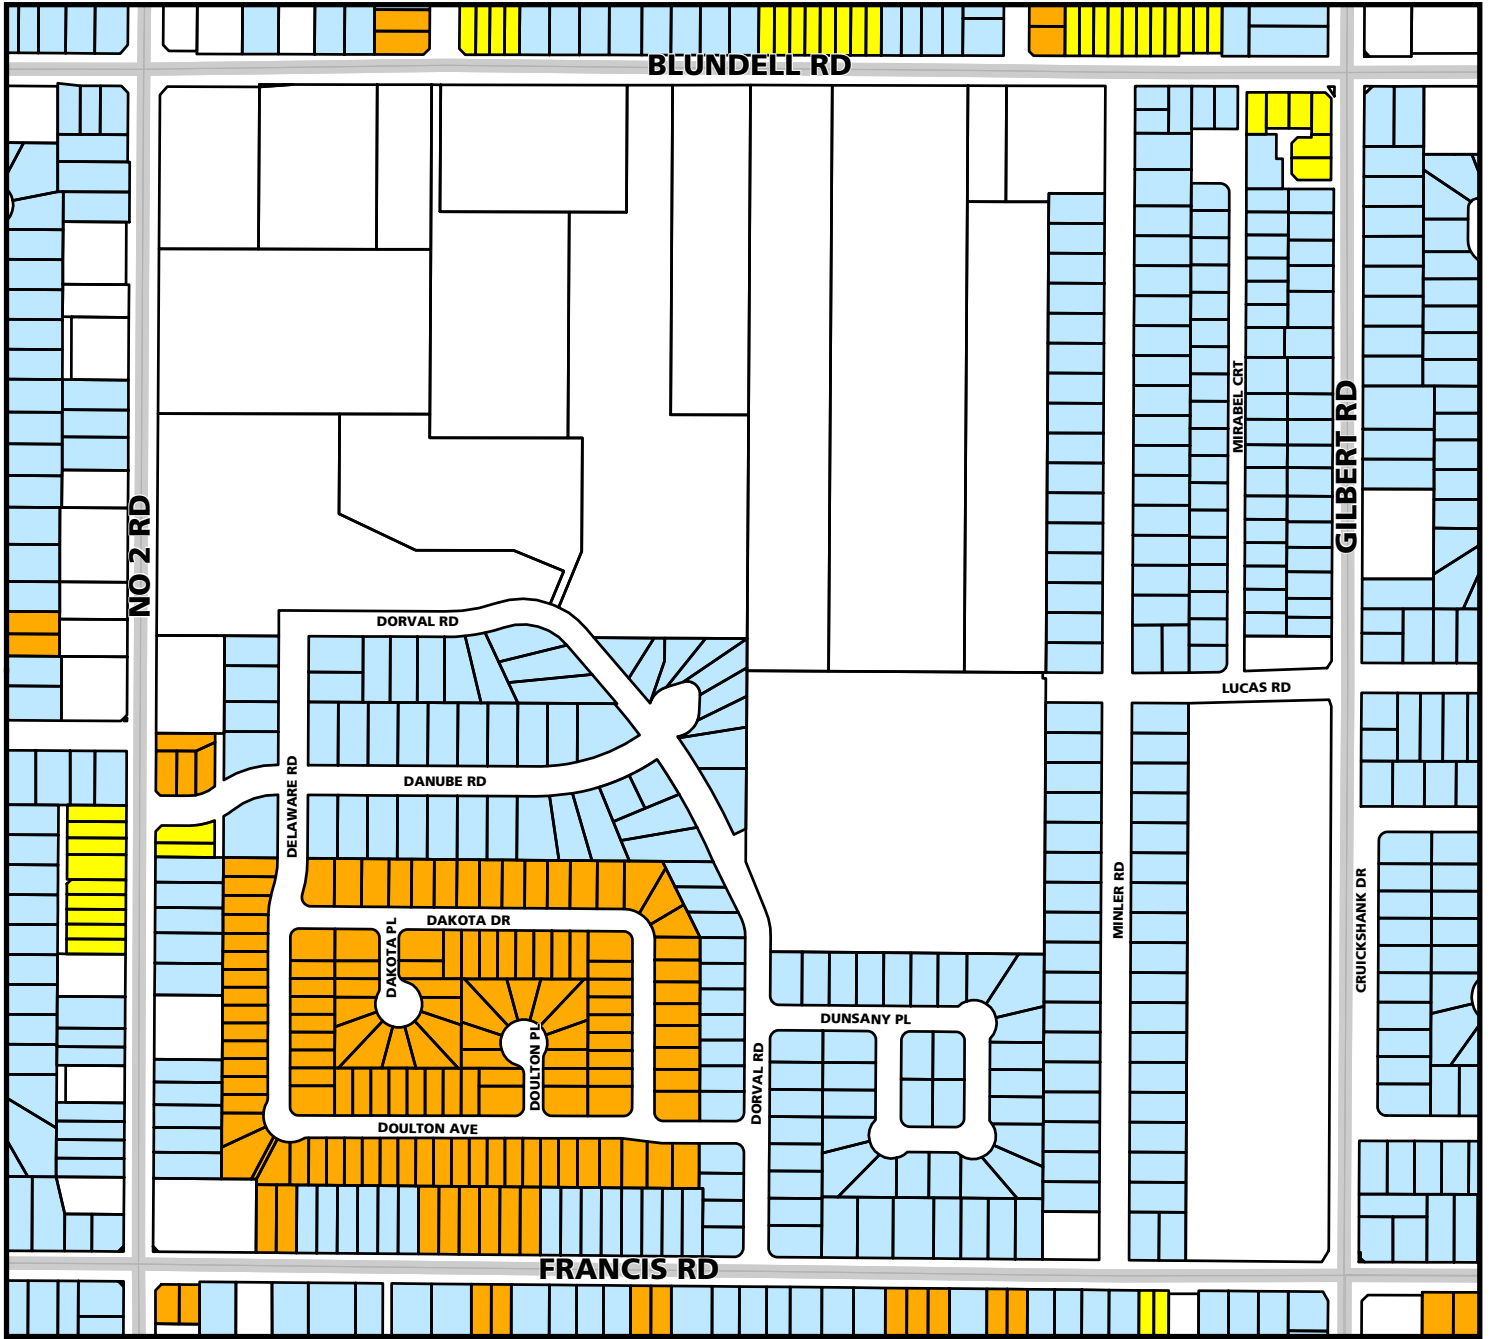 BLUNDELL RD
MIRABEL CRT
GILBERT RD
NO 2 RD
DORVAL RD
LUCAS RD
DELAWARE RD
DANUBE RD
MINLER RD
CRUICKSHANK DR
DAKOTA DR
DAKOTA PL
DUNSANY PL
DOULTON PL
DORVAL RD
DOULTON AVE
FRANCIS RD